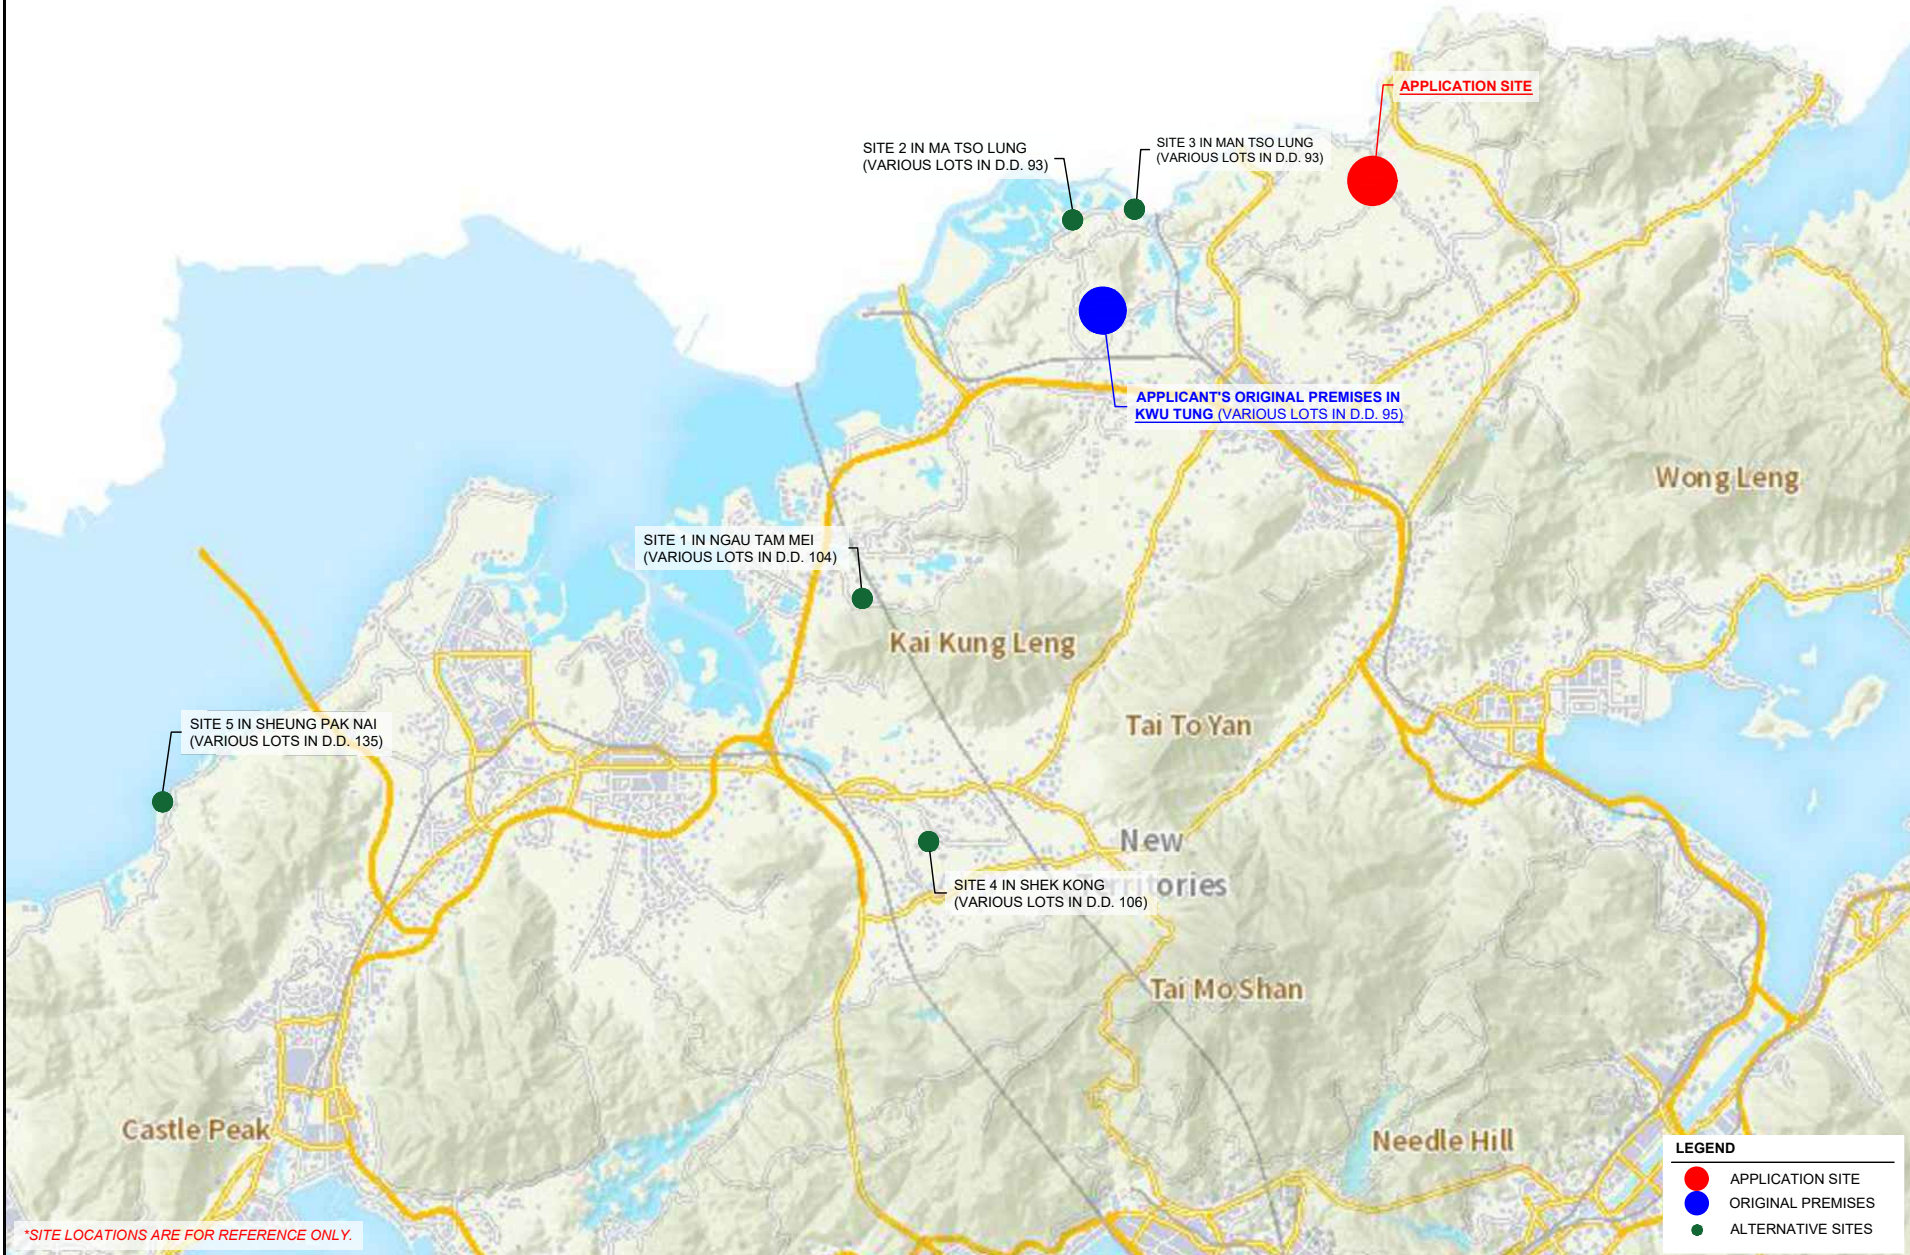 APPLICATION SITE
SITE 2 IN MA TSO LUNG
(VARIOUS LOTS IN D.D. 93)
SITE 3 IN MAN TSO LUNG
(VARIOUS LOTS IN D.D. 93)
APPLICANT'S ORIGINAL PREMISES IN
KWU TUNG (VARIOUS LOTS IN D.D. 95)
Wong Leng
SITE 1 IN NGAU TAM MEI
(VARIOUS LOTS IN D.D. 104)
Kai Kung Leng
Tai To Yan
SITE 5 IN SHEUNG PAK NAI
(VARIOUS LOTS IN D.D. 135)
New
Territories
SITE 4 IN SHEK KONG
(VARIOUS LOTS IN D.D. 106)
Tai Mo Shan
Castle Peak
Needle Hill
LEGEND
APPLICATION SITE
ORIGINAL PREMISES
ALTERNATIVE SITES
*SITE LOCATIONS ARE FOR REFERENCE ONLY.